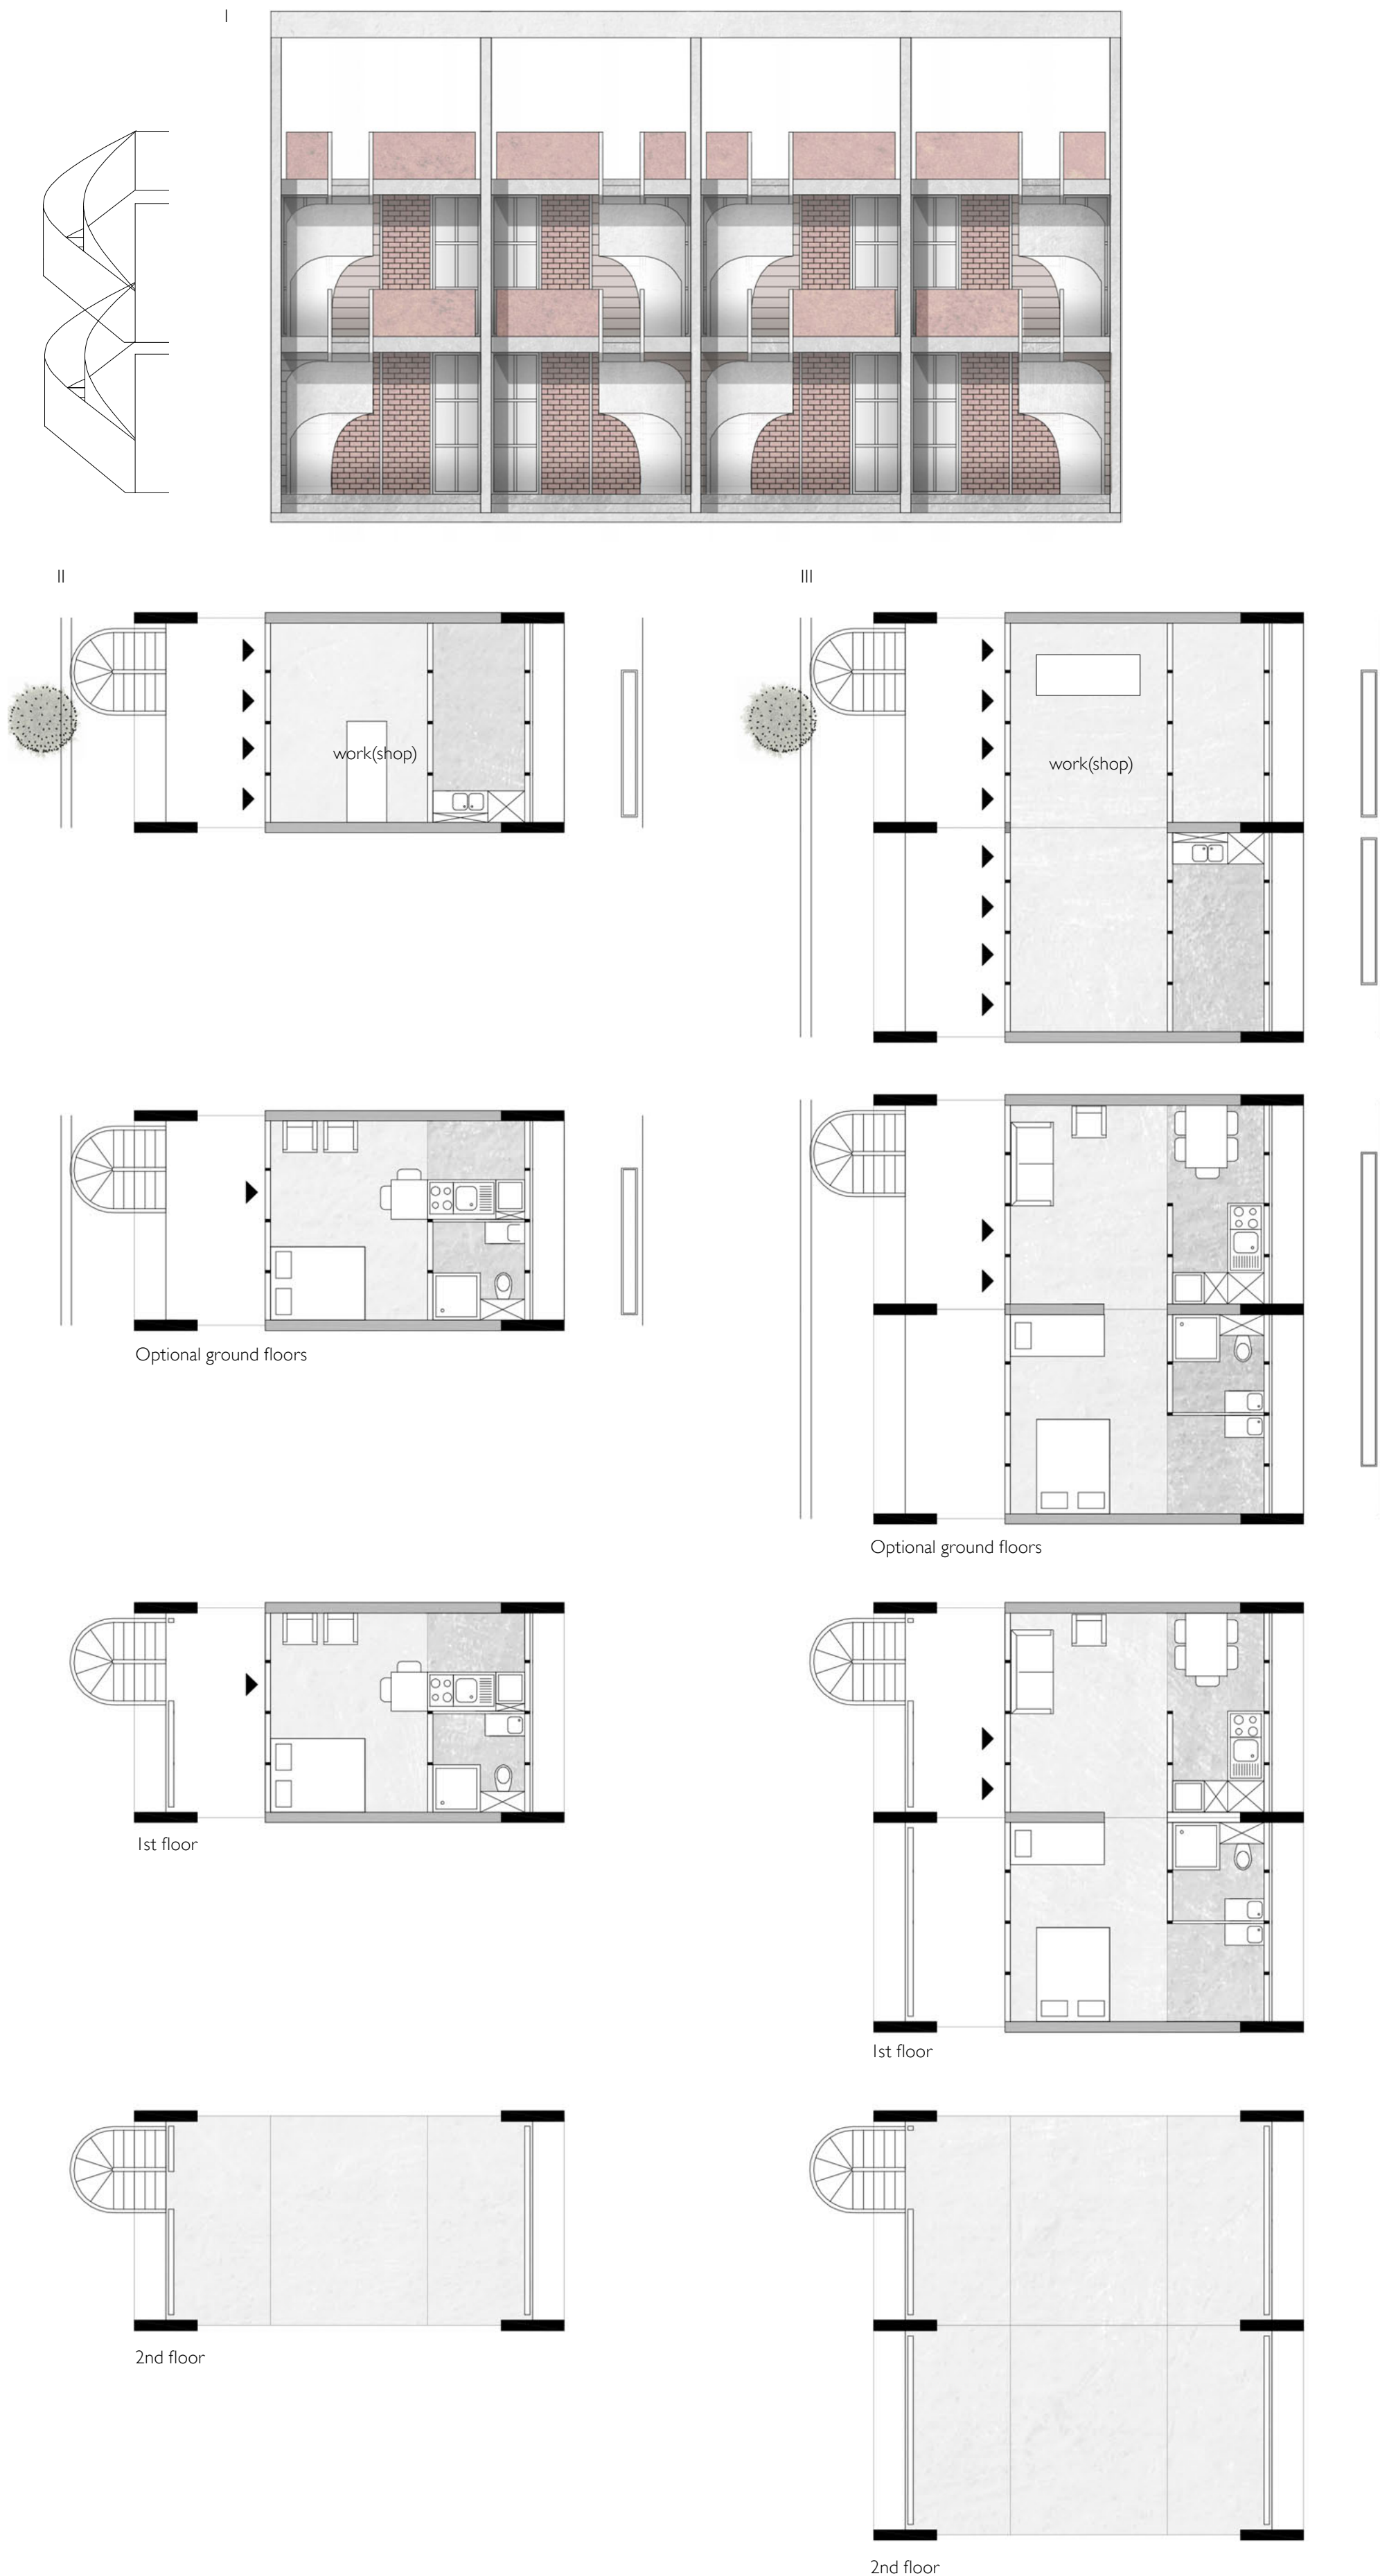 I
II
III
work(shop)
work(shop)
Optional ground floors
Optional ground floors
1st floor
1st floor
2nd floor
2nd floor